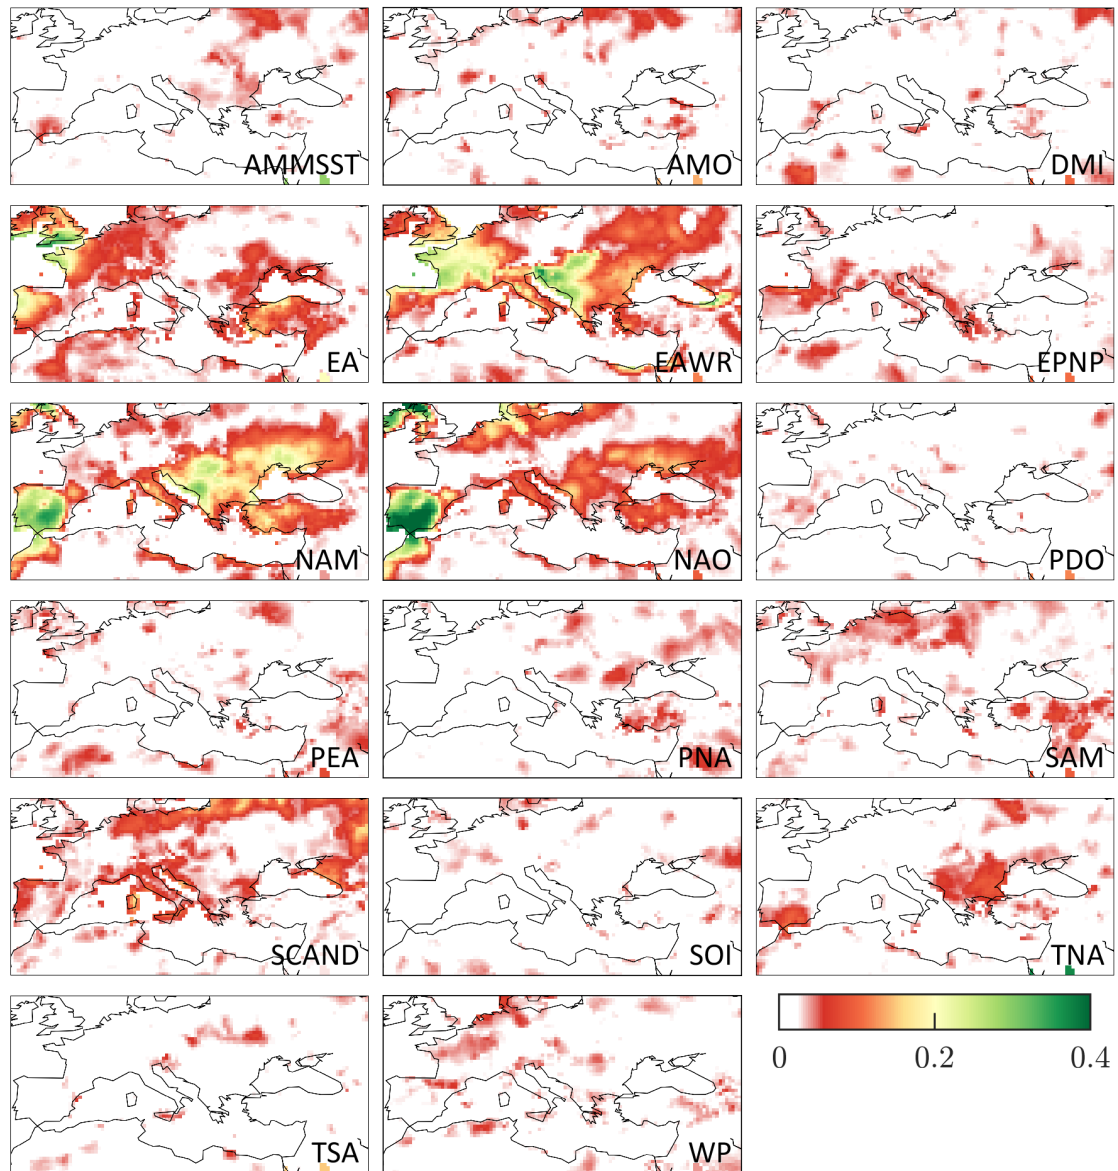 AMMSST
AMO
DMI
EA
EAWR
EPNP
NAM
NAO
PDO
PEA
PNA
SAM
SCAND
SOI
TNA
TSA
WP
0 0.2 0.4